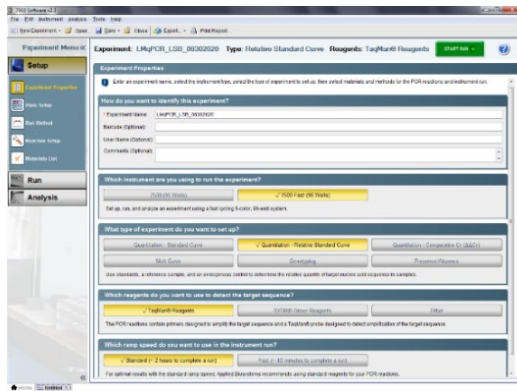 7500 Software v2.3
File Edit Instrument Analysis Tools Help
New Experiment Open Save Close Export... Print Report
Experiment Menu
Experiment: LMqPCR_LSB_08302020 Type: Relative Standard Curve Reagents: TaqMan® Reagents
START RUN
Setup
Experiment Properties
Plate Setup
Run Method
Reaction Setup
Materials List
Run
Analysis
Experiment Properties
Enter an experiment name, select the instrument type, select the type of experiment to set up, then select materials and methods for the PCR reactions and instrument run.
How do you want to identify this experiment?
* Experiment Name: LMqPCR_LSB_08302020
Barcode (Optional):
User Name (Optional):
Comments (Optional):
Which instrument are you using to run the experiment?
7500 (96 Wells)
✓ 7500 Fast (96 Wells)
Set up, run, and analyze an experiment using a fast cycling 5-color, 96-well system.
What type of experiment do you want to set up?
Quantitation - Standard Curve
✓ Quantitation - Relative Standard Curve
Quantitation - Comparative CT (ΔΔCT)
Melt Curve
Genotyping
Presence/Absence
Use standards, a reference sample, and an endogenous control to determine the relative quantity of target nucleic acid sequence in samples.
Which reagents do you want to use to detect the target sequence?
✓ TaqMan® Reagents
SYBR® Green Reagents
Other
The PCR reactions contain primers designed to amplify the target sequence and a TaqMan® probe designed to detect amplification of the target sequence.
Which ramp speed do you want to use in the instrument run?
✓ Standard (~ 2 hours to complete a run)
Fast (~ 40 minutes to complete a run)
For optimal results with the standard ramp speed, Applied Biosystems recommends using standard reagents for your PCR reactions.
Home